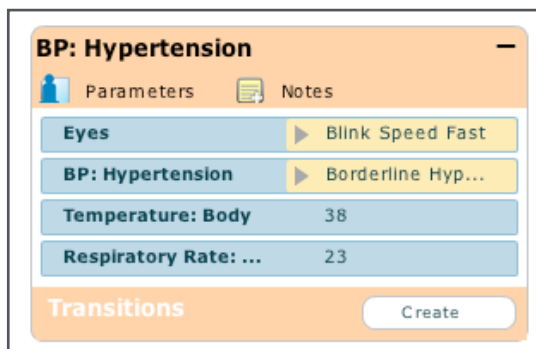 BP: Hypertension
Parameters Notes
Eyes Blink Speed Fast
BP: Hypertension Borderline Hyp...
Temperature: Body 38
Respiratory Rate: ... 23
Transitions Create